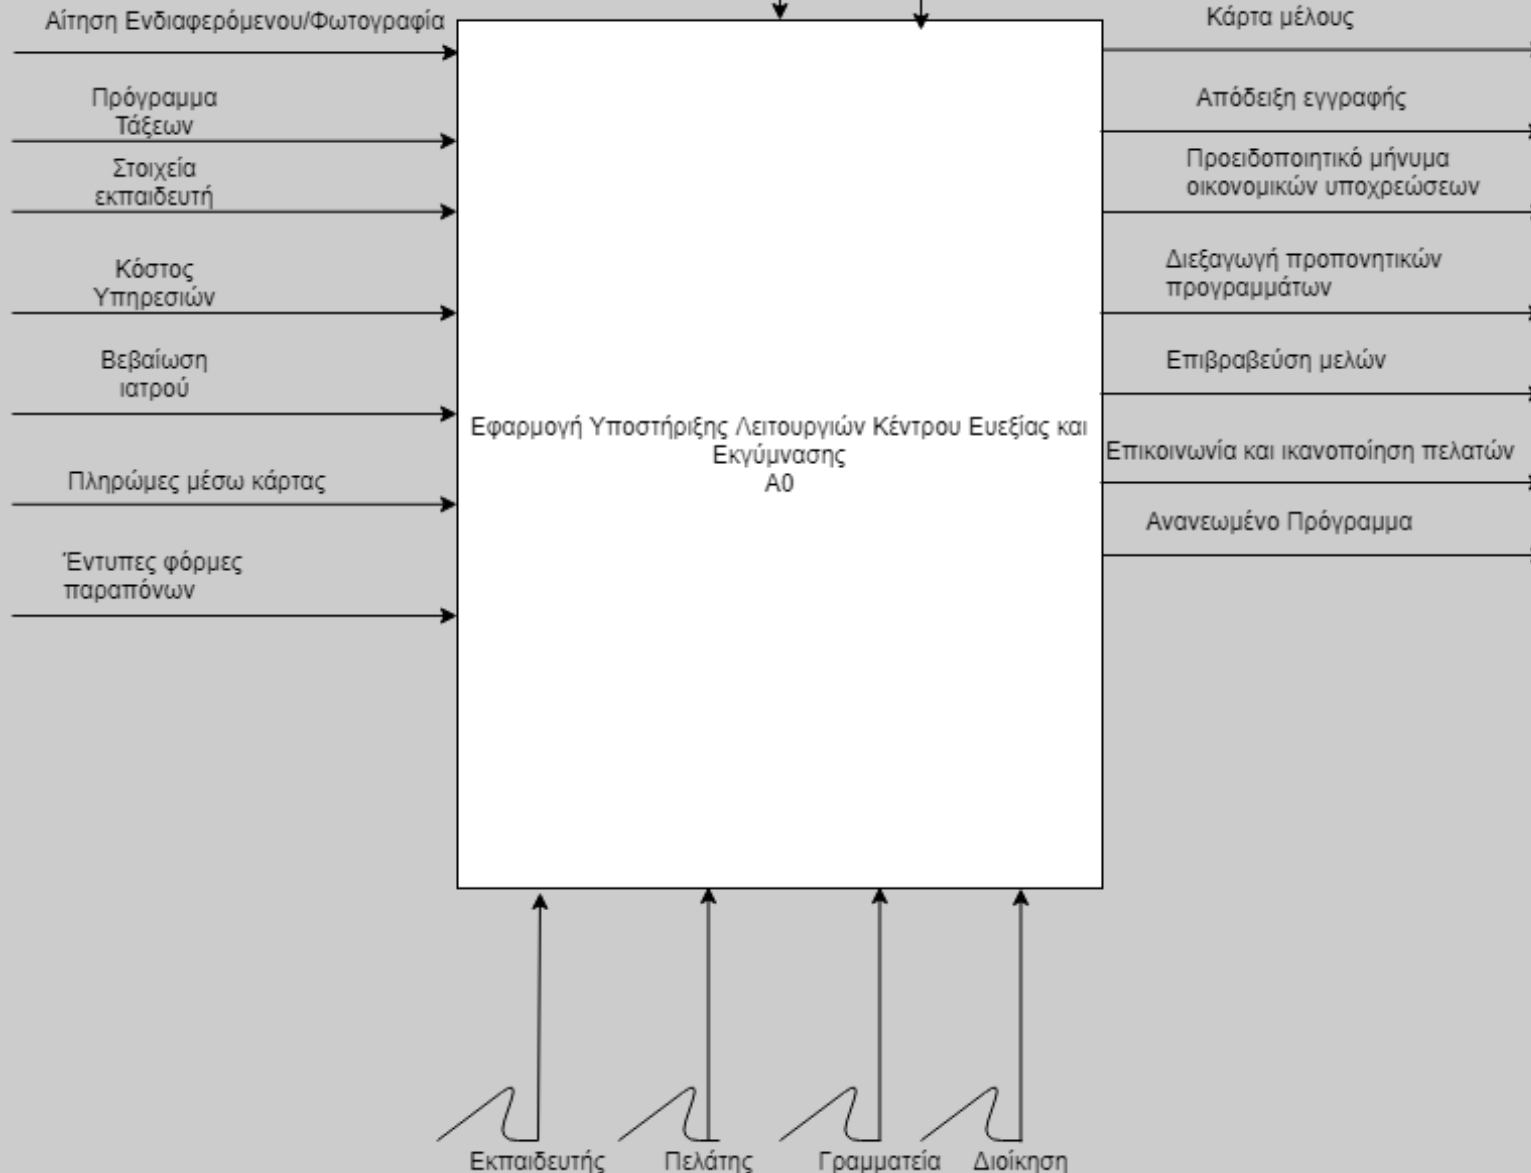 Αίτηση Ενδιαφερόμενου/Φωτογραφία
Πρόγραμμα
Τάξεων
Στοιχεία
εκπαιδευτή
Κόστος
Υπηρεσιών
Βεβαίωση
ιατρού
Πληρώμες μέσω κάρτας
Έντυπες φόρμες
παραπόνων
Εφαρμογή Υποστήριξης Λειτουργιών Κέντρου Ευεξίας και
Εκγύμνασης
A0
Κάρτα μέλους
Απόδειξη εγγραφής
Προειδοποιητικό μήνυμα
οικονομικών υποχρεώσεων
Διεξαγωγή προπονητικών
προγραμμάτων
Επιβραβεύση μελών
Επικοινωνία και ικανοποίηση πελατών
Ανανεωμένο Πρόγραμμα
Εκπαιδευτής
Πελάτης
Γραμματεία
Διοίκηση